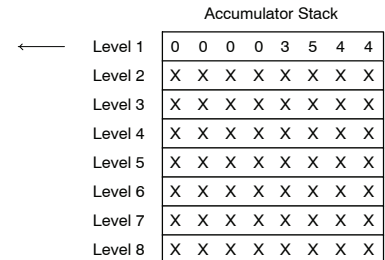 Accumulator Stack
Level 1 0 0 0 0 3 5 4 4
Level 2 X X X X X X X X
Level 3 X X X X X X X X
Level 4 X X X X X X X X
Level 5 X X X X X X X X
Level 6 X X X X X X X X
Level 7 X X X X X X X X
Level 8 X X X X X X X X